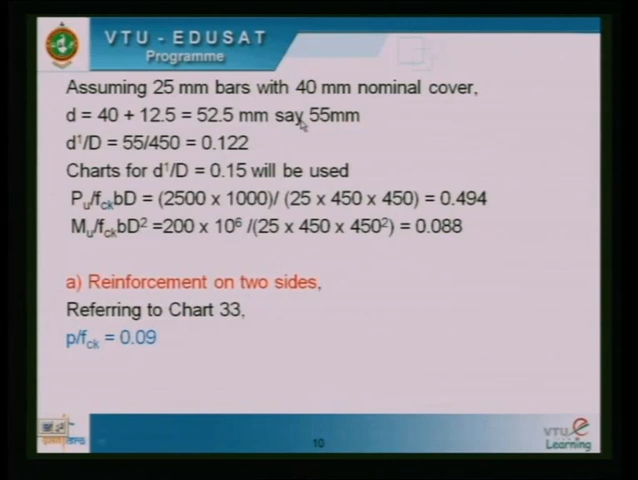 VTU - EDUSAT
Programme
Assuming 25 mm bars with 40 mm nominal cover,
d = 40 + 12.5 = 52.5 mm say 55mm
d¹/D = 55/450 = 0.122
Charts for d¹/D = 0.15 will be used
Pᵤ/f_ckbD = (2500 x 1000)/ (25 x 450 x 450) = 0.494
Mᵤ/f_ckbD² =200 x 10⁶ /(25 x 450 x 450²) = 0.088
a) Reinforcement on two sides,
Referring to Chart 33,
p/f_ck = 0.09
10
VTU e
Learning